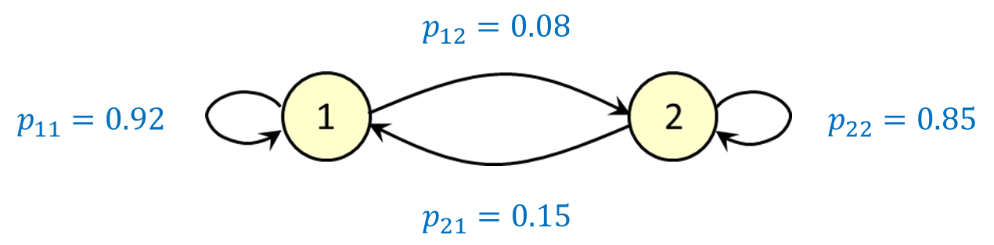 p₁₂ = 0.08
p₁₁ = 0.92
1
2
p₂₂ = 0.85
p₂₁ = 0.15